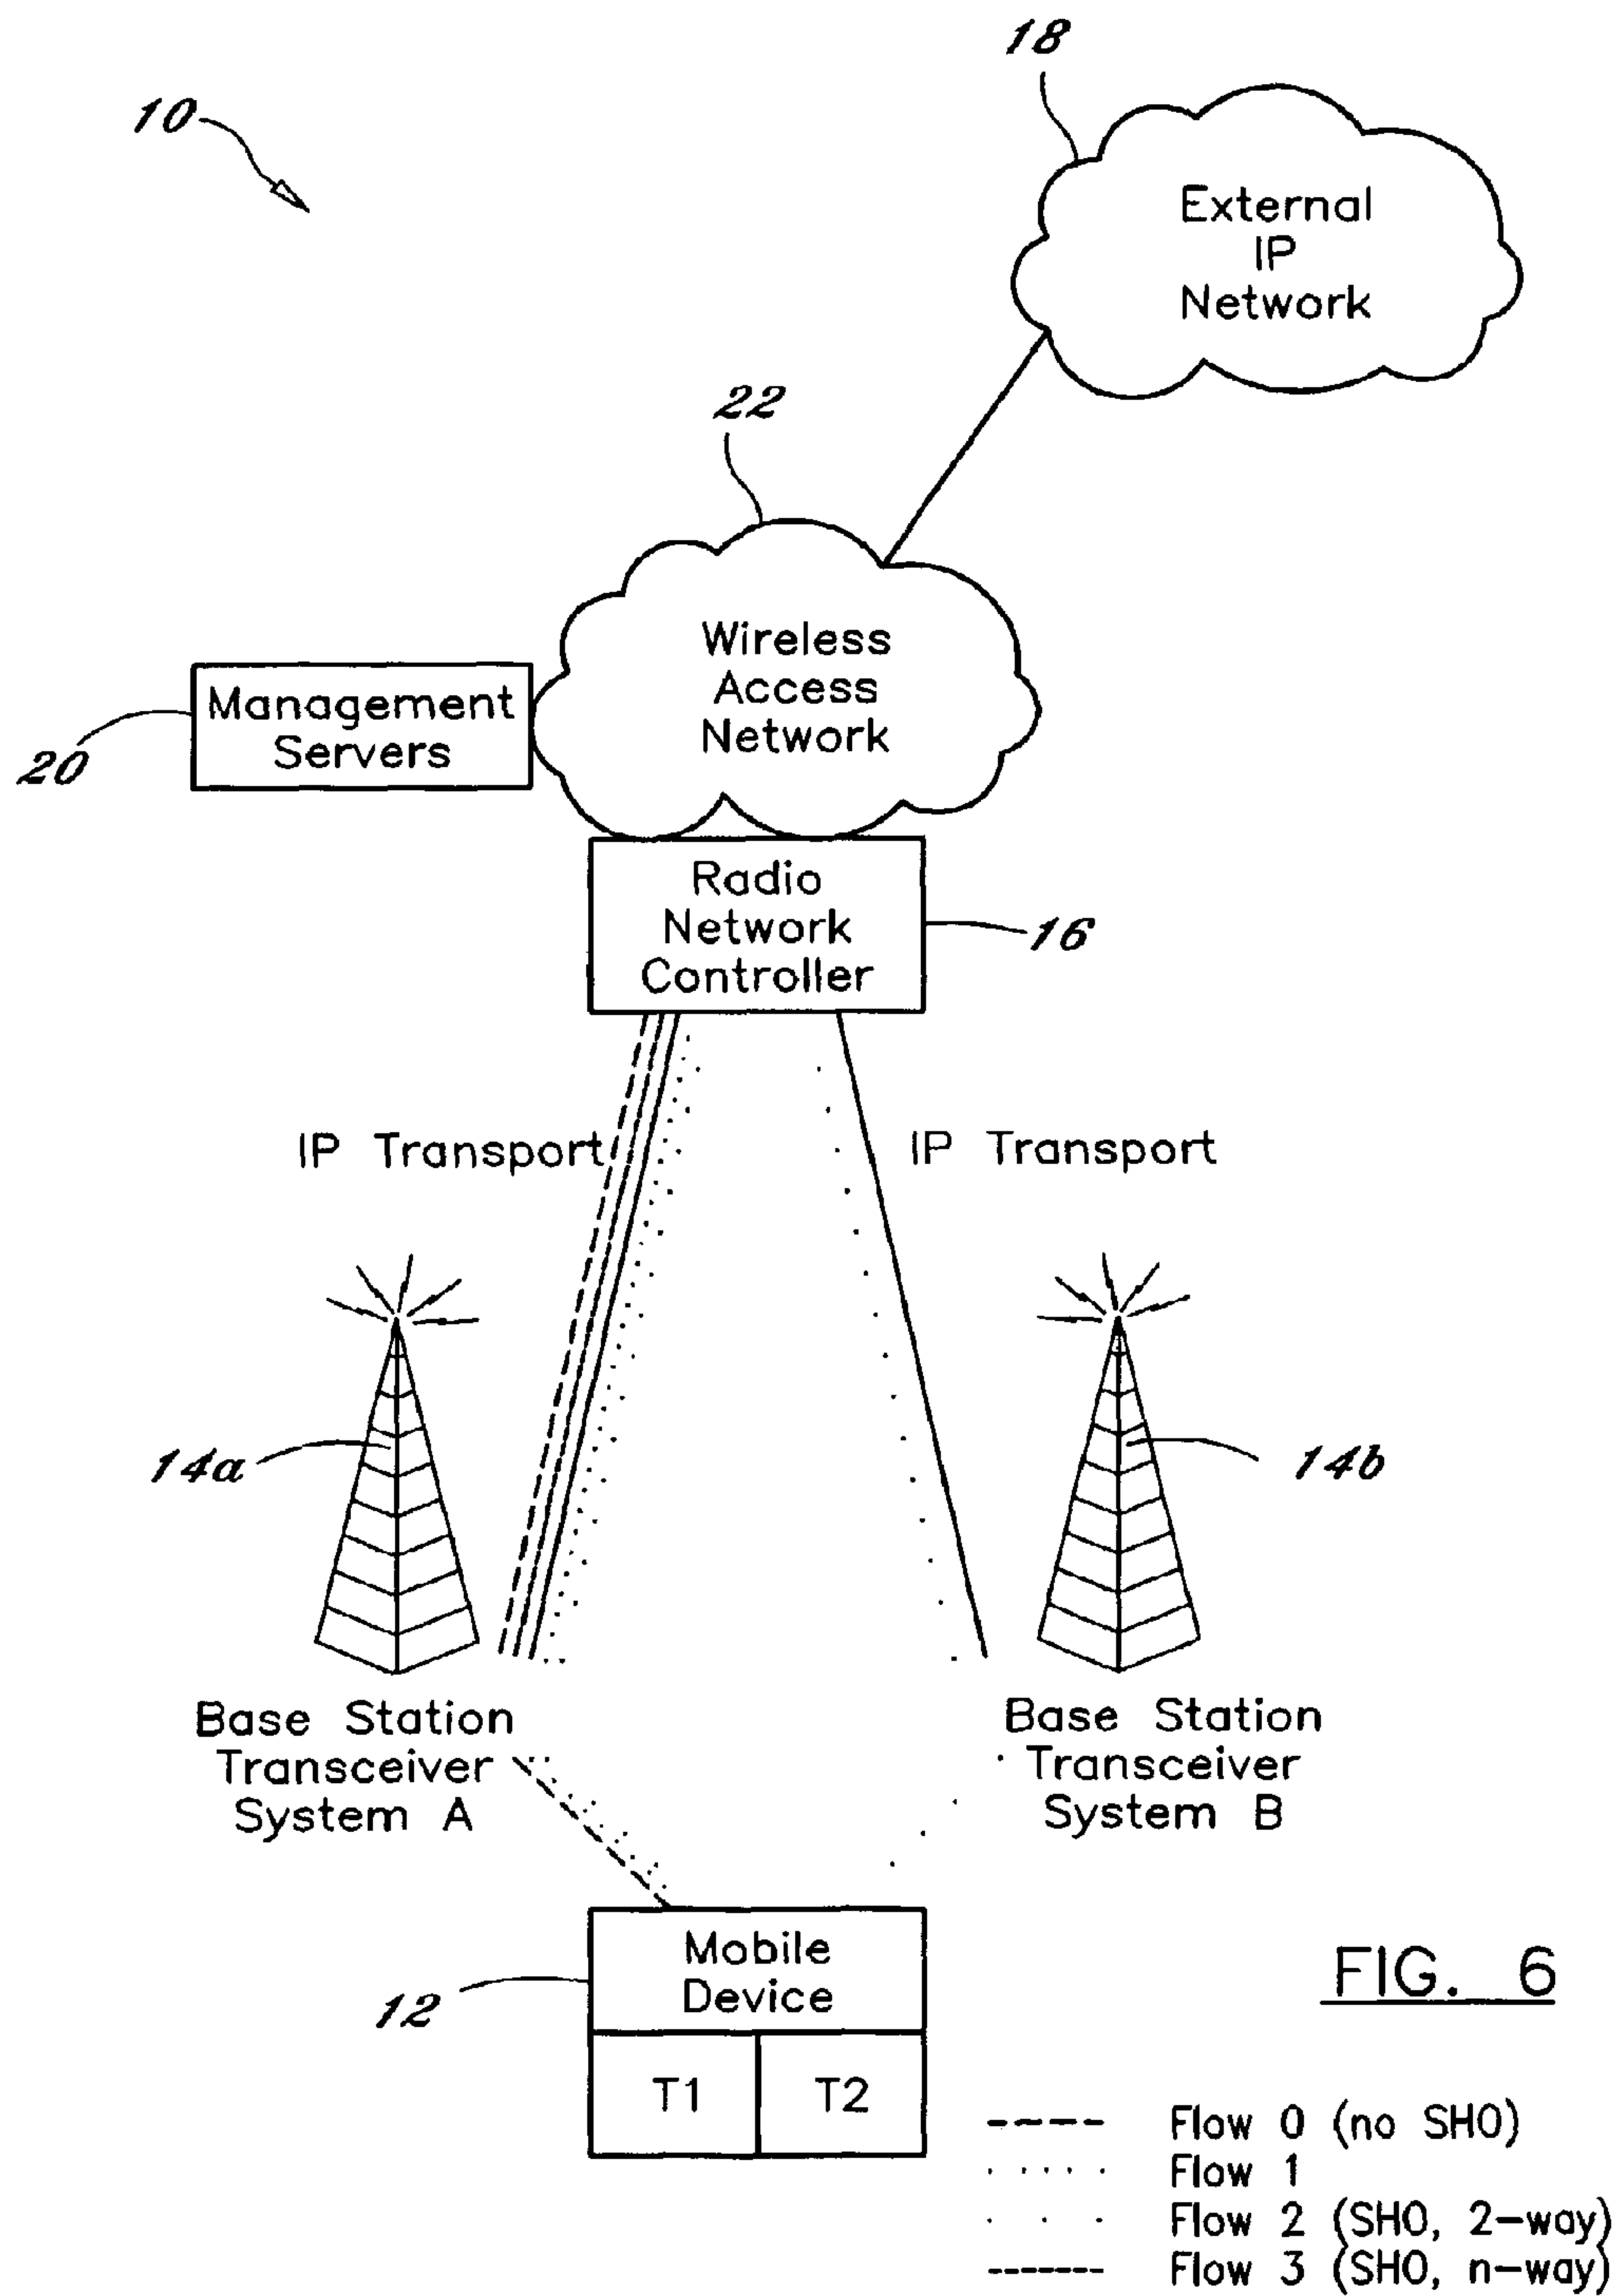 18
10
External
IP
Network
22
Wireless
Access
Network
Management
Servers
20
Radio
Network
Controller
16
IP Transport
IP Transport
14a
14b
Base Station
Transceiver
System A
Base Station
Transceiver
System B
Mobile
Device
12
T1
T2
FIG. 6
Flow 0 (no SHO)
Flow 1
Flow 2 (SHO, 2-way)
Flow 3 (SHO, n-way)